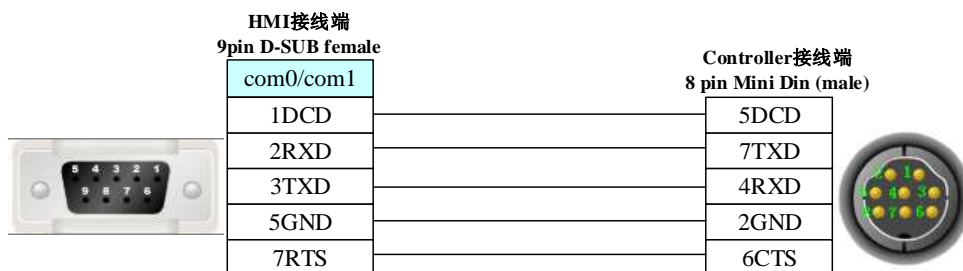 HMI接线端
9pin D-SUB female
com0/com1
1DCD
2RXD
3TXD
5GND
7RTS
Controller接线端
8 pin Mini Din (male)
5DCD
7TXD
4RXD
2GND
6CTS
5 4 3 2 1
9 8 7 6
2 1
4 3
7 6